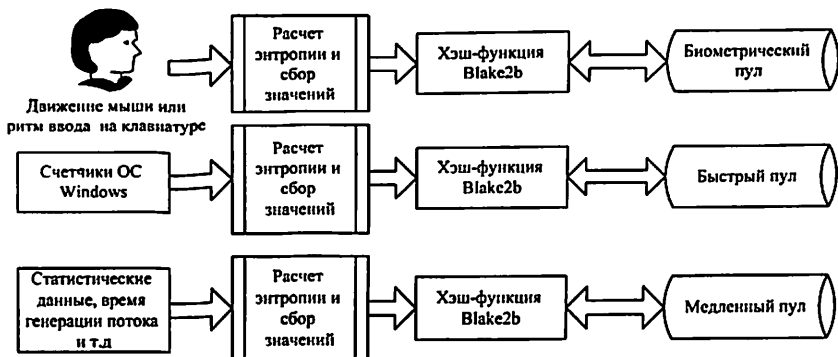 Расчет
энтропии и
сбор
значений
Хэш-функция
Blake2b
Биометрический
пул
Движение мыши или
ритм ввода на клавиатуре
Счетчики ОС
Windows
Расчет
энтропии и
сбор
значений
Хэш-функция
Blake2b
Быстрый пул
Статистические
данные, время
генерации потока
и т.д
Расчет
энтропии и
сбор
значений
Хэш-функция
Blake2b
Медленный пул